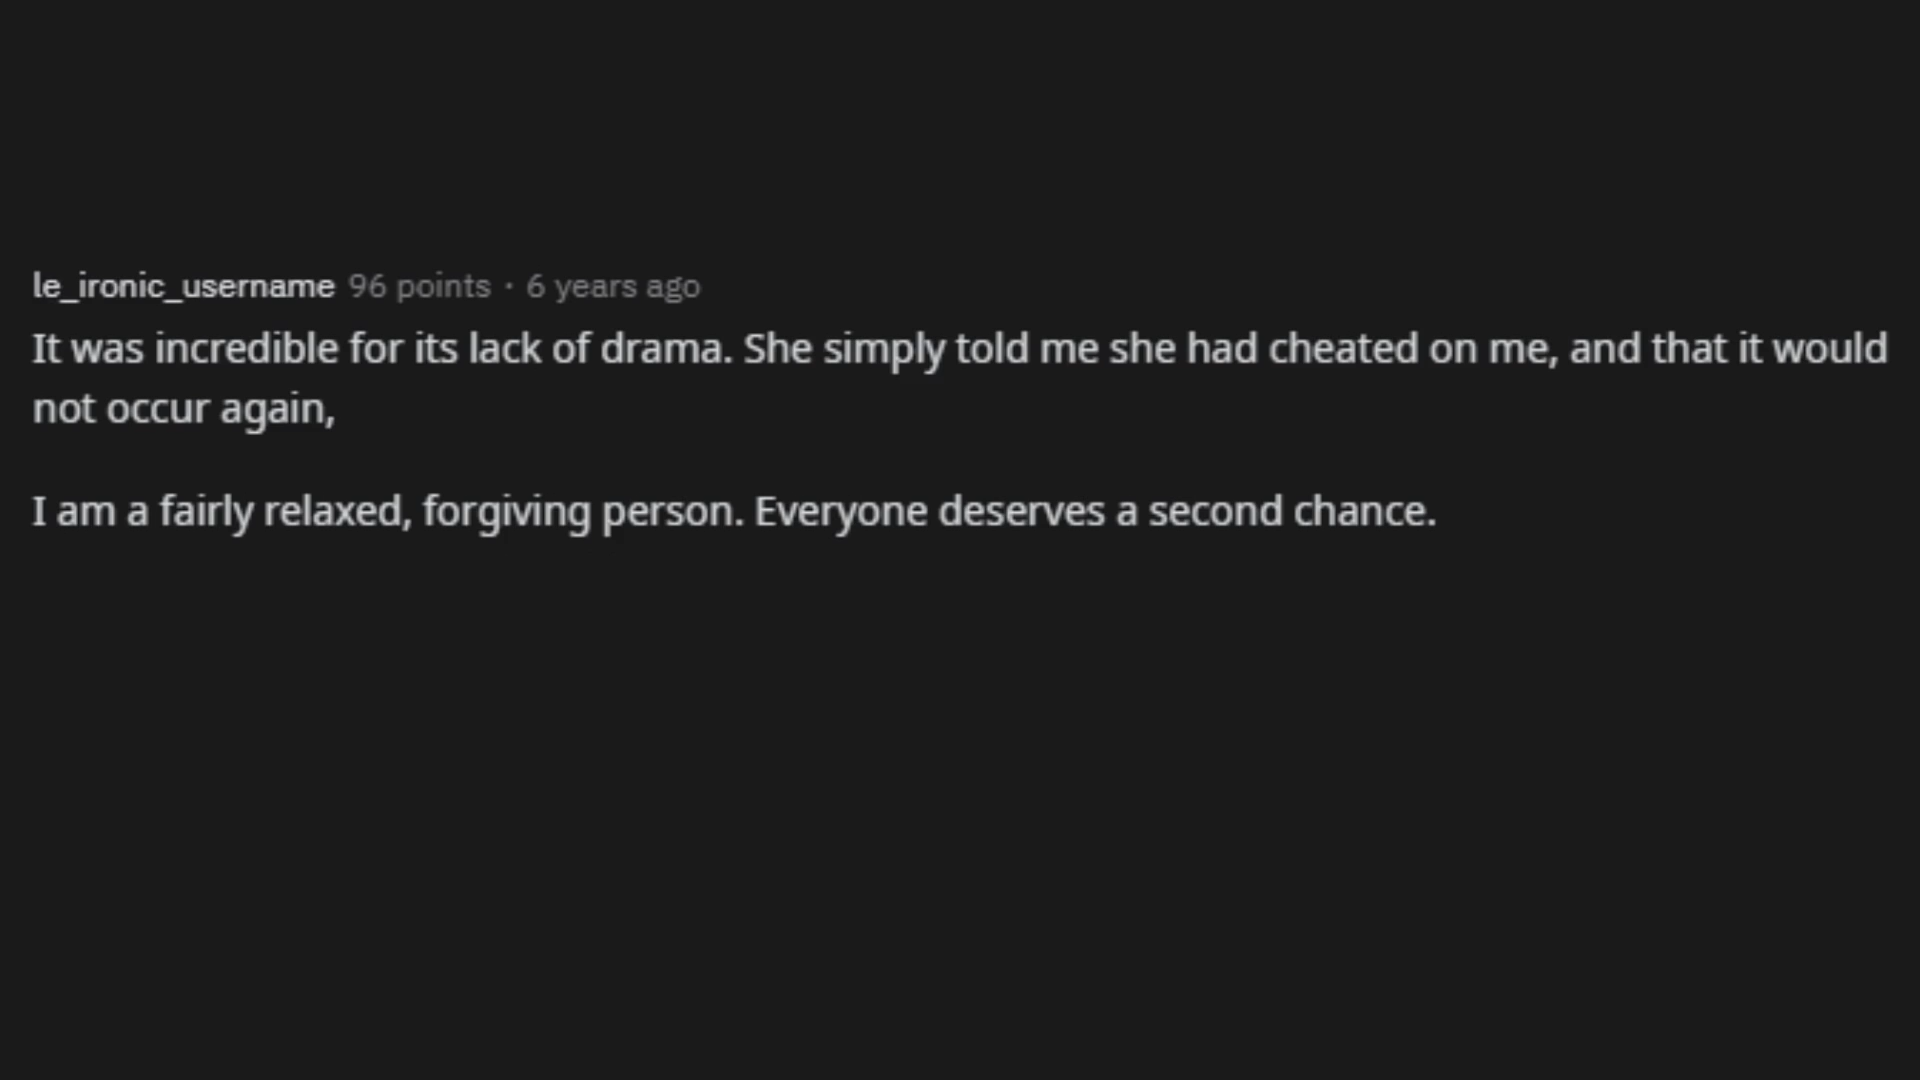 le_ironic_username 96 points · 6 years ago
It was incredible for its lack of drama. She simply told me she had cheated on me, and that it would
not occur again,
I am a fairly relaxed, forgiving person. Everyone deserves a second chance.